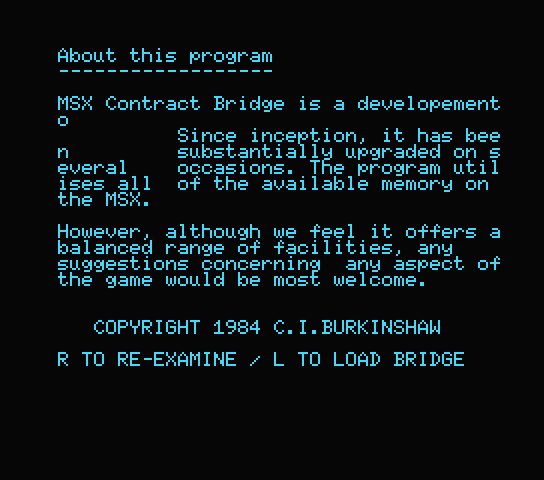 About this program
------------------
MSX Contract Bridge is a developement
o
Since inception, it has bee
n         substantially upgraded on s
everal    occasions. The program util
ises all  of the available memory on
the MSX.
However, although we feel it offers a
balanced range of facilities, any
suggestions concerning  any aspect of
the game would be most welcome.
COPYRIGHT 1984 C.I.BURKINSHAW
R TO RE-EXAMINE / L TO LOAD BRIDGE